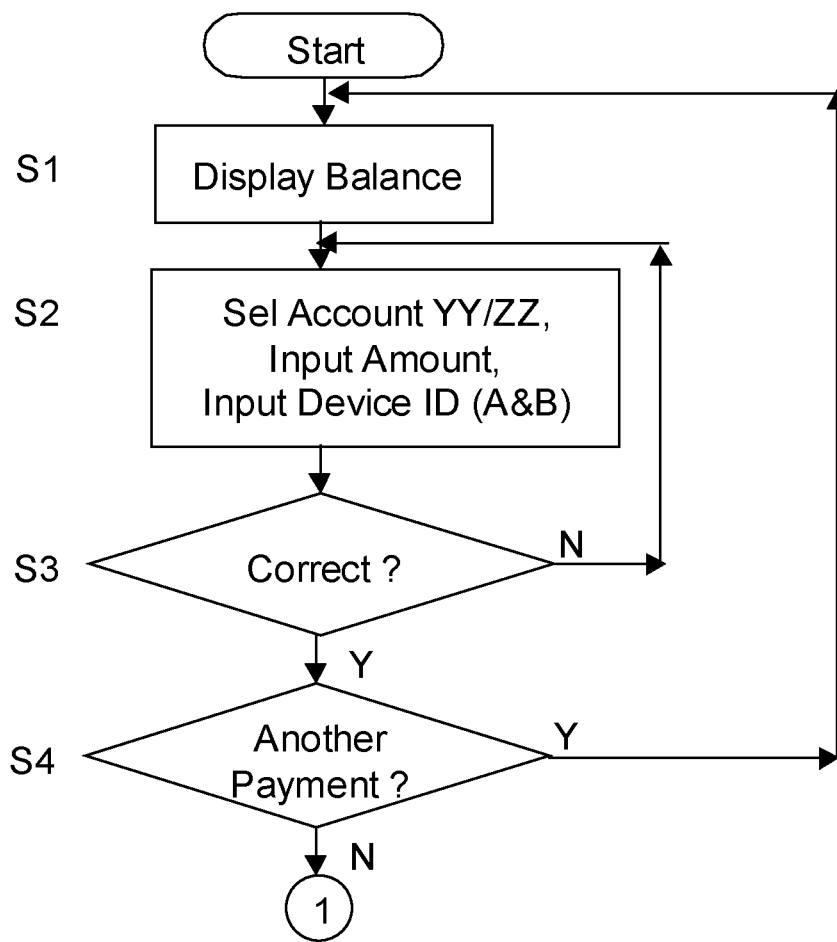 Start
S1
Display Balance
S2
Sel Account YY/ZZ,
Input Amount,
Input Device ID (A&B)
S3
Correct ?
N
Y
S4
Another
Payment ?
Y
N
1